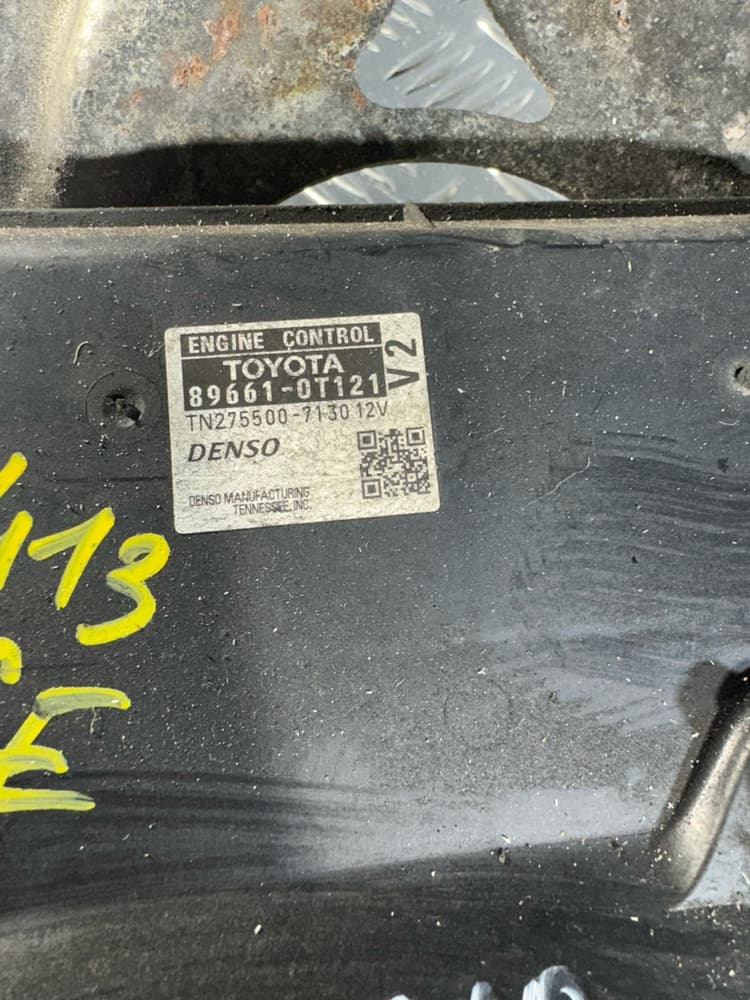 ENGINE CONTROL
TOYOTA
89661-0T121
V2
TN275500-7130 12V
DENSO
DENSO MANUFACTURING
TENNESSEE, INC.
113
E